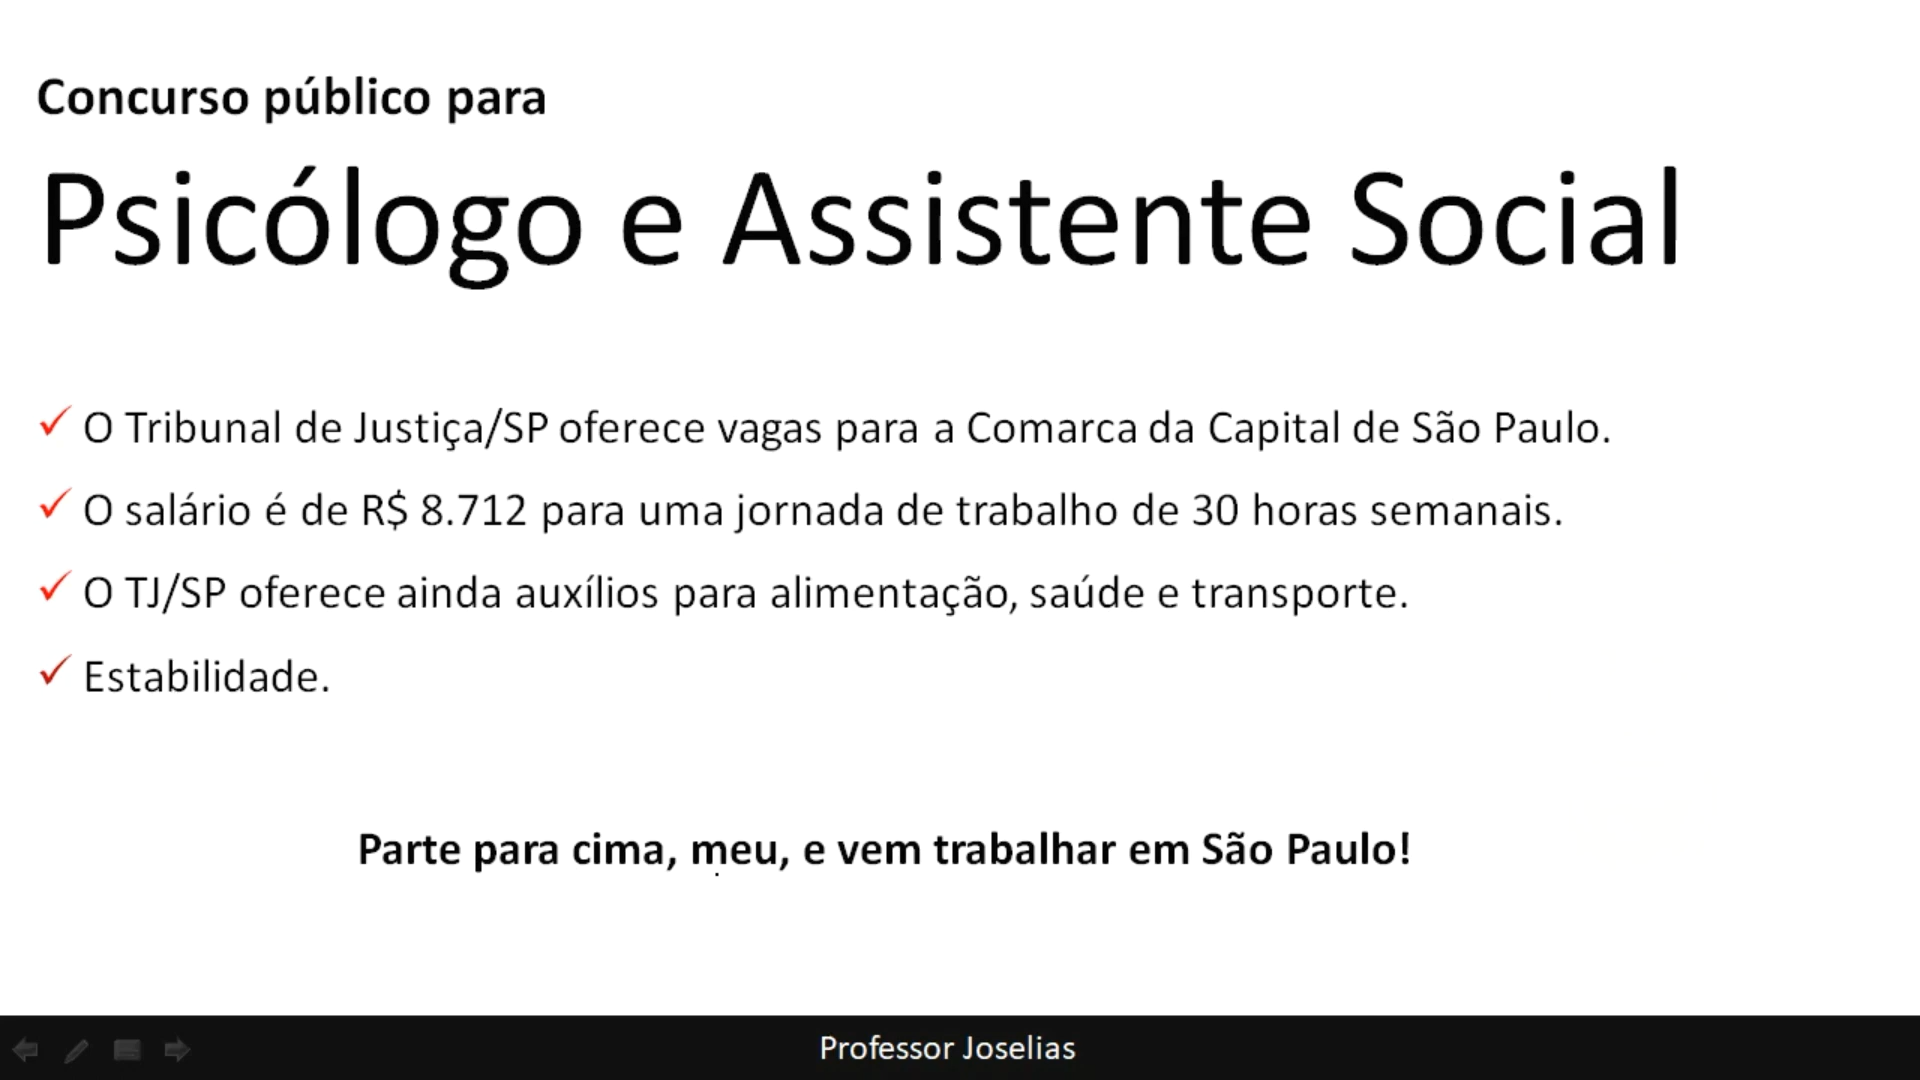 Concurso público para
Psicólogo e Assistente Social
✓ O Tribunal de Justiça/SP oferece vagas para a Comarca da Capital de São Paulo.
✓ O salário é de R$ 8.712 para uma jornada de trabalho de 30 horas semanais.
✓ O TJ/SP oferece ainda auxílios para alimentação, saúde e transporte.
✓ Estabilidade.
Parte para cima, meu, e vem trabalhar em São Paulo!
Professor Joselias